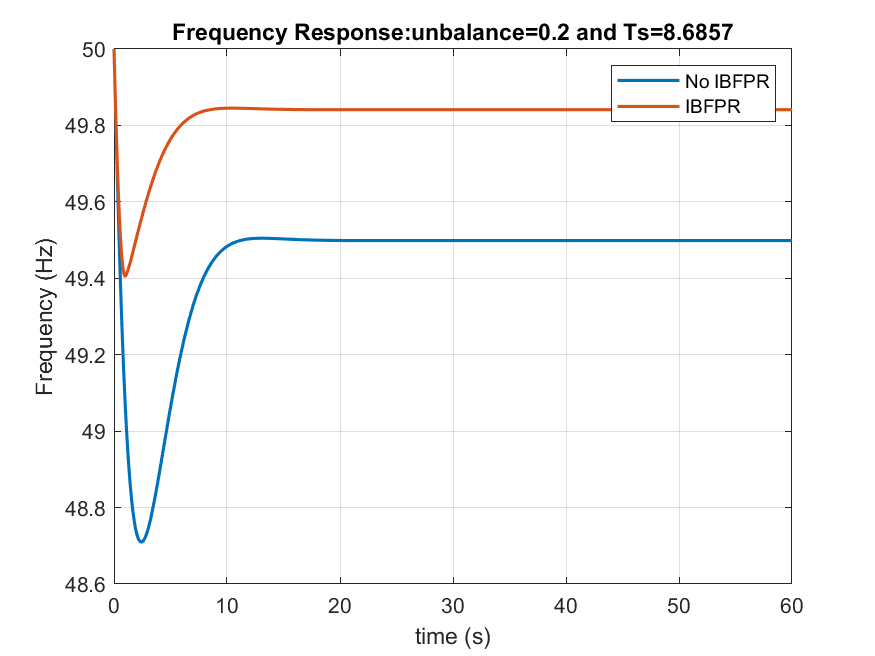 Frequency Response:unbalance=0.2 and Ts=8.6857
No IBFPR
IBFPR
Frequency (Hz)
50
49.8
49.6
49.4
49.2
49
48.8
48.6
0 10 20 30 40 50 60
time (s)